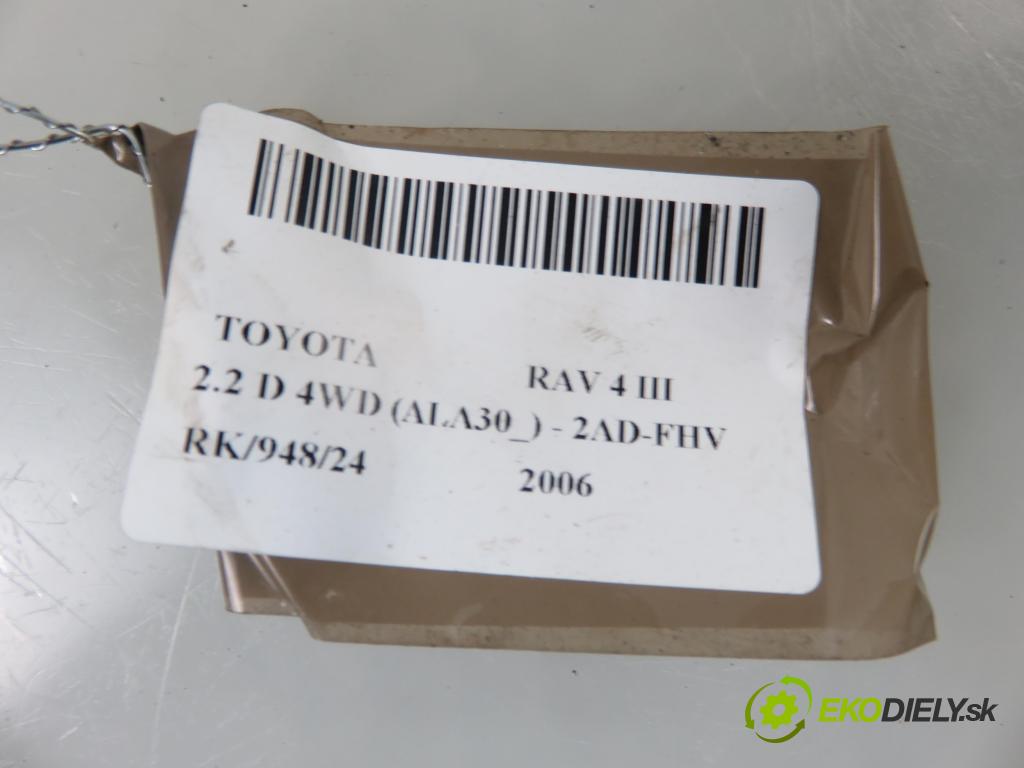 TOYOTA RAV 4 III
2.2 D 4WD (ALA30_) - 2AD-FHV
RK/948/24 2006
EKODIELY.sk